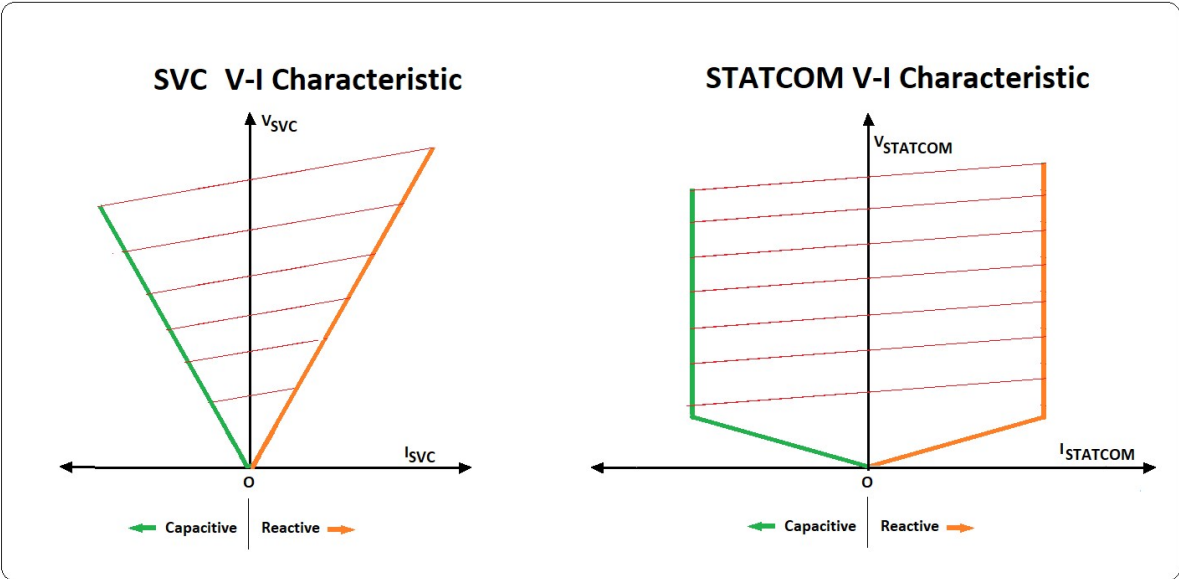 SVC V-I Characteristic
VSVC
ISVC
O
Capacitive
Reactive
STATCOM V-I Characteristic
VSTATCOM
ISTATCOM
O
Capacitive
Reactive